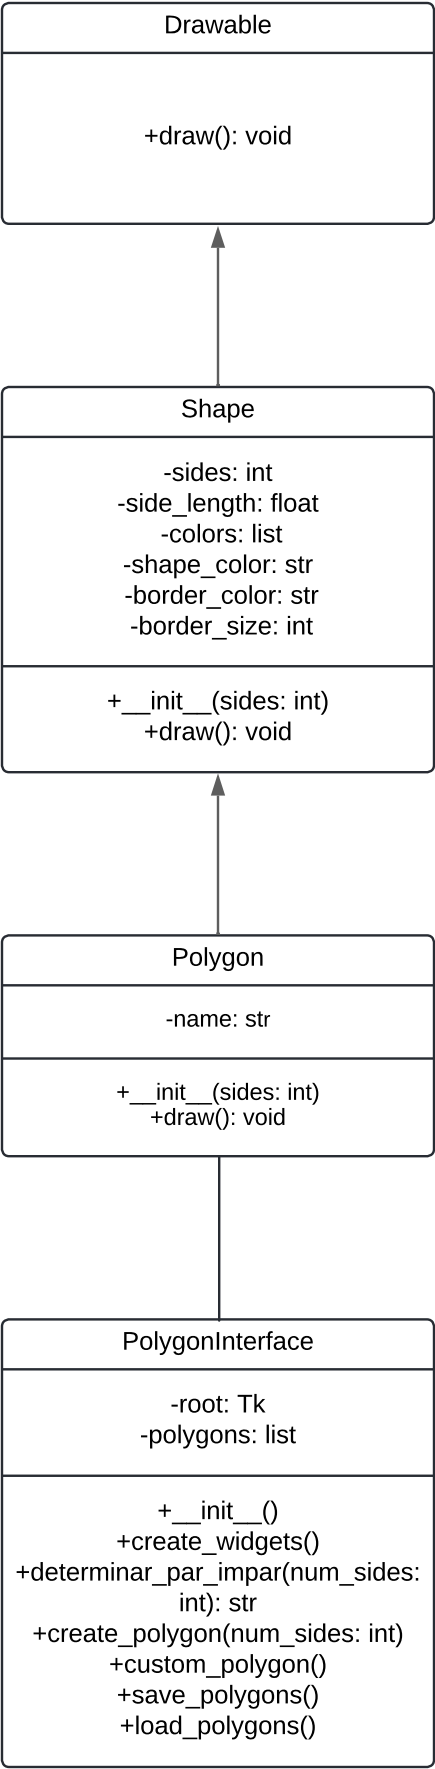 Drawable
+draw(): void
Shape
-sides: int
-side_length: float
-colors: list
-shape_color: str
-border_color: str
-border_size: int
+__init__(sides: int)
+draw(): void
Polygon
-name: str
+__init__(sides: int)
+draw(): void
PolygonInterface
-root: Tk
-polygons: list
+__init__()
+create_widgets()
+determinar_par_impar(num_sides:
int): str
+create_polygon(num_sides: int)
+custom_polygon()
+save_polygons()
+load_polygons()